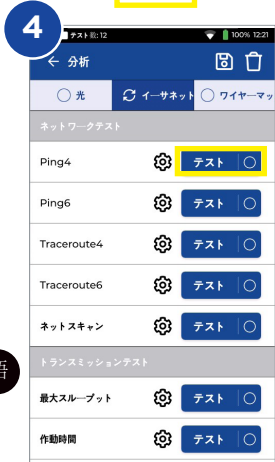 4
テスト数: 12
100% 12:21
← 分析
光
イーサネット
ワイヤーマッ
ネットワークテスト
Ping4
テスト
Ping6
テスト
Traceroute4
テスト
Traceroute6
テスト
ネットスキャン
テスト
トランスミッションテスト
語
最大スループット
テスト
作動時間
テスト